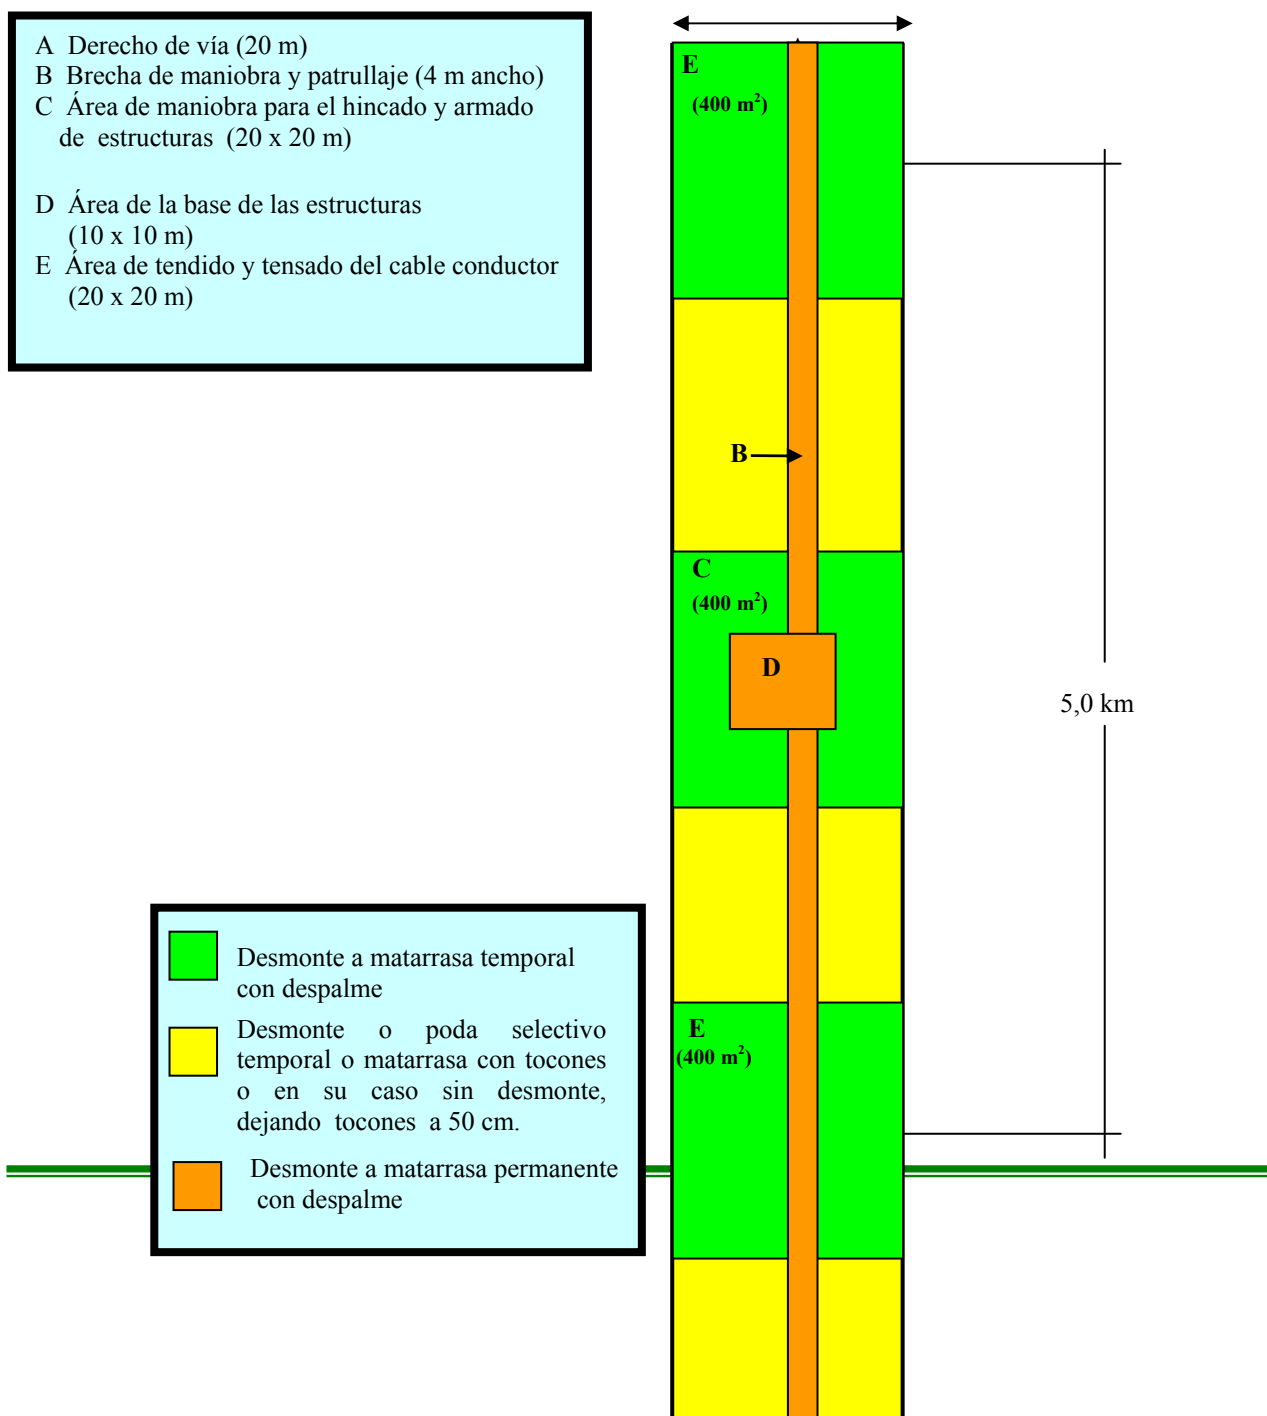 A Derecho de vía (20 m)
B Brecha de maniobra y patrullaje (4 m ancho)
C Área de maniobra para el hincado y armado
de estructuras (20 x 20 m)
D Área de la base de las estructuras
(10 x 10 m)
E Área de tendido y tensado del cable conductor
(20 x 20 m)
E
(400 m²)
B
C
(400 m²)
D
5,0 km
E
(400 m²)
Desmonte a matarrasa temporal
con despalme
Desmonte o poda selectivo
temporal o matarrasa con tocones
o en su caso sin desmonte,
dejando tocones a 50 cm.
Desmonte a matarrasa permanente
con despalme